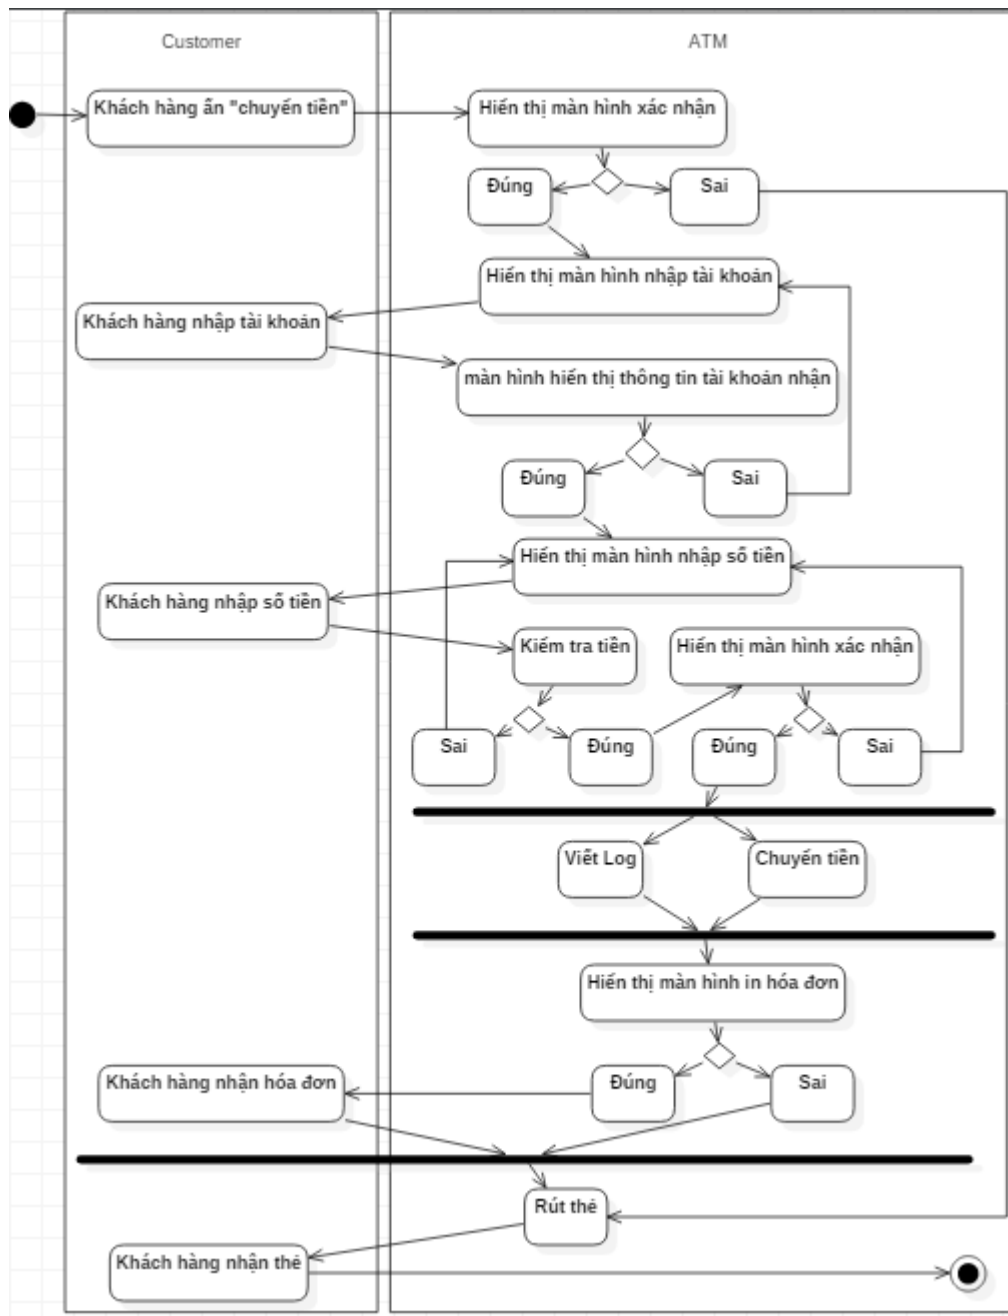 Customer
ATM
Khách hàng ấn "chuyển tiền"
Hiển thị màn hình xác nhận
Đúng
Sai
Hiển thị màn hình nhập tài khoản
Khách hàng nhập tài khoản
màn hình hiển thị thông tin tài khoản nhận
Đúng
Sai
Hiển thị màn hình nhập số tiền
Khách hàng nhập số tiền
Kiểm tra tiền
Hiển thị màn hình xác nhận
Sai
Đúng
Đúng
Sai
Viết Log
Chuyển tiền
Hiển thị màn hình in hóa đơn
Khách hàng nhận hóa đơn
Đúng
Sai
Rút thẻ
Khách hàng nhận thẻ